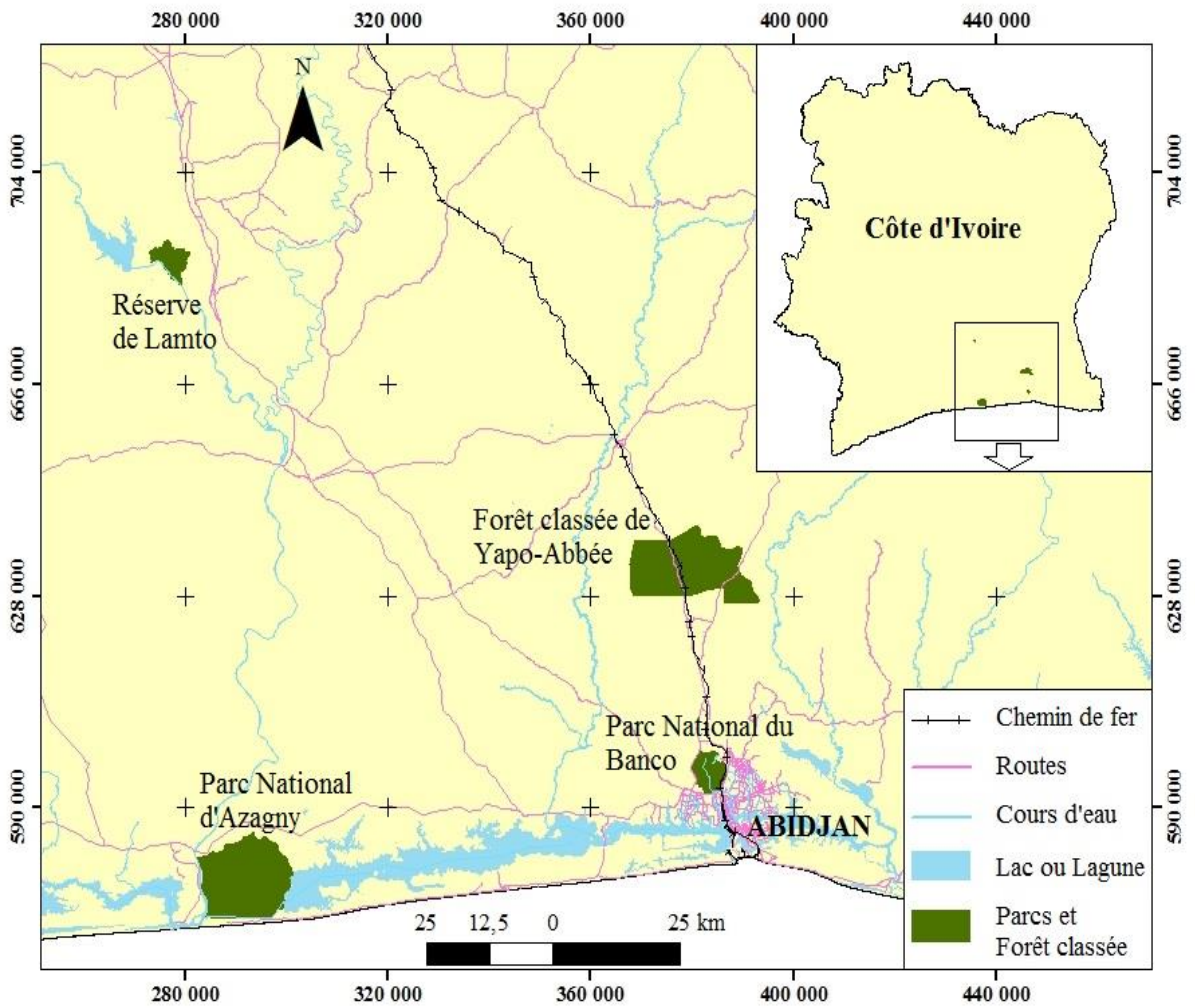 280 000 320 000 360 000 400 000 440 000
N
704 000
704 000
Côte d'Ivoire
Réserve
de Lamto
666 000
666 000
Forêt classée de
Yapo-Abbée
628 000
628 000
Parc National du
Banco
Parc National
d'Azagny
590 000
590 000
ABIDJAN
25 12,5 0 25 km
Chemin de fer
Routes
Cours d'eau
Lac ou Lagune
Parcs et
Forêt classée
280 000 320 000 360 000 400 000 440 000